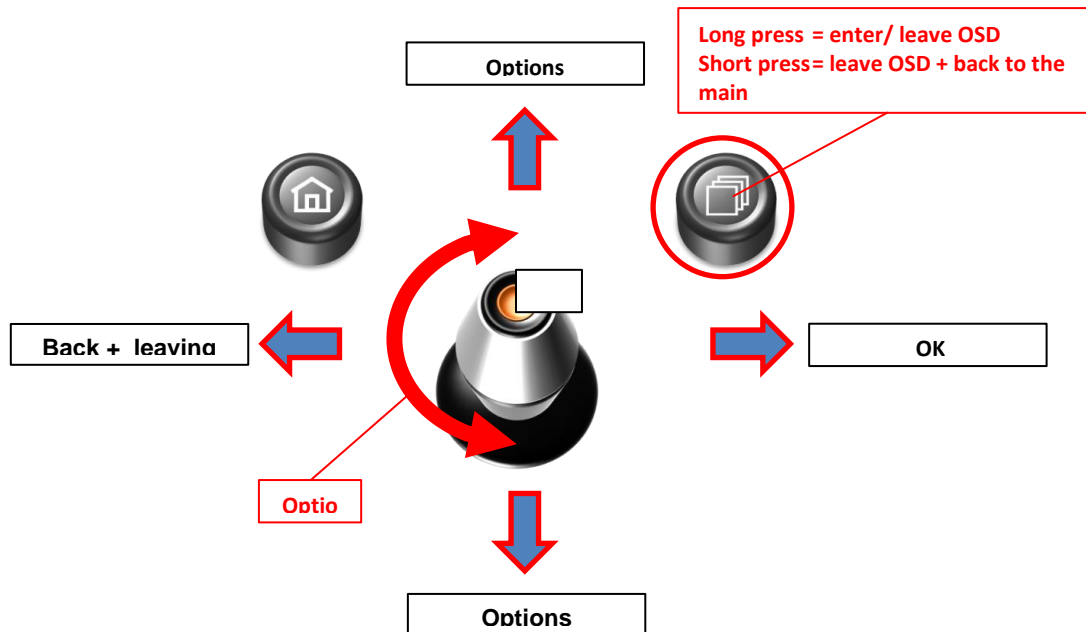 Long press = enter/ leave OSD
Short press= leave OSD + back to the
main
Options
Back + leaving
OK
Optio
Options